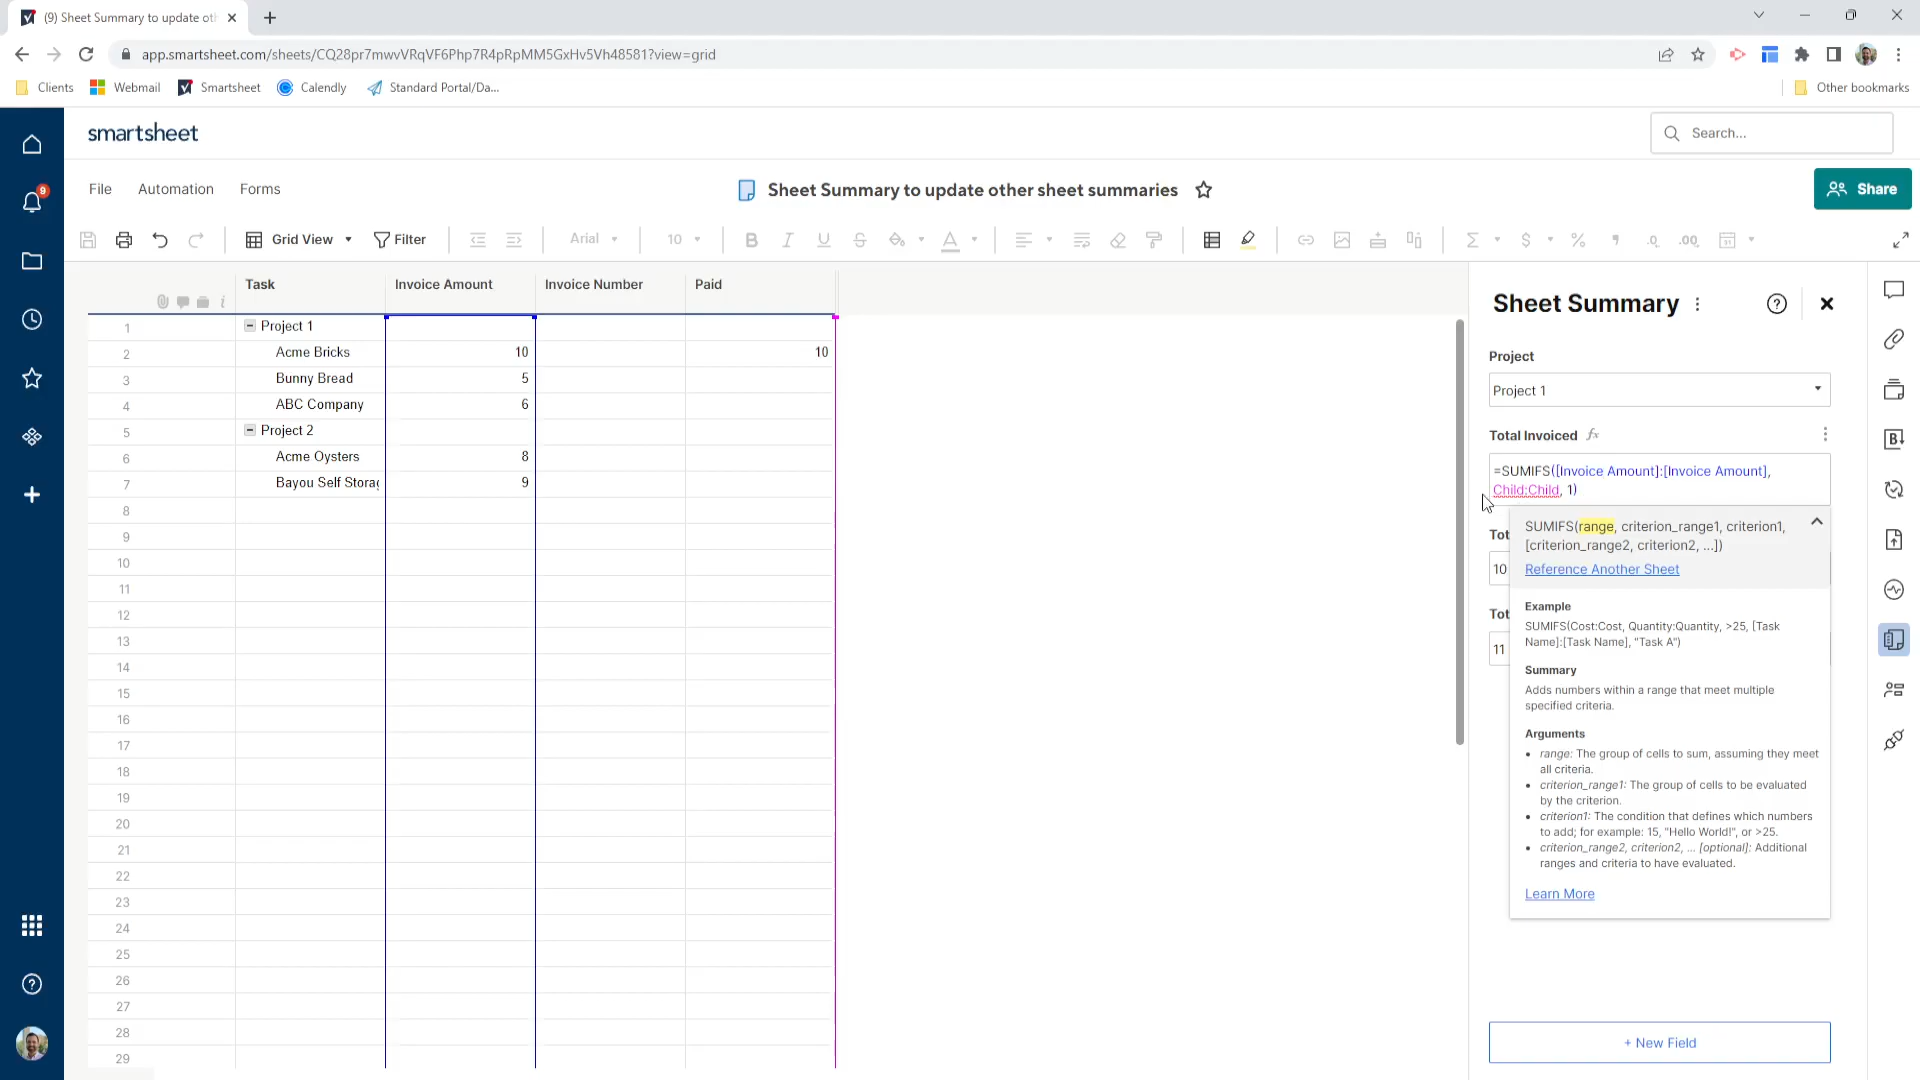 (9) Sheet Summary to update oth
app.smartsheet.com/sheets/CQ28pr7mwvVRqVF6Php7R4pRpMM5GxHv5Vh48581?view=grid
Clients Webmail Smartsheet Calendly Standard Portal/Da... Other bookmarks
smartsheet
Search...
9
File Automation Forms
Sheet Summary to update other sheet summaries
Share
Grid View Filter Arial 10
Task Invoice Amount Invoice Number Paid
1 Project 1
2 Acme Bricks 10 10
3 Bunny Bread 5
4 ABC Company 6
5 Project 2
6 Acme Oysters 8
7 Bayou Self Storag 9
8
9
10
11
12
13
14
15
16
17
18
19
20
21
22
23
24
25
26
27
28
29
Sheet Summary
Project
Project 1
Total Invoiced fx
=SUMIFS([Invoice Amount]:[Invoice Amount],
Child:Child, 1)
Tot
10
Tot
11
SUMIFS(range, criterion_range1, criterion1,
[criterion_range2, criterion2, ...])
Reference Another Sheet
Example
SUMIFS(Cost:Cost, Quantity:Quantity, >25, [Task
Name]:[Task Name], "Task A")
Summary
Adds numbers within a range that meet multiple
specified criteria.
Arguments
• range: The group of cells to sum, assuming they meet
all criteria.
• criterion_range1: The group of cells to be evaluated
by the criterion.
• criterion1: The condition that defines which numbers
to add; for example: 15, "Hello World!", or >25.
• criterion_range2, criterion2, ... [optional]: Additional
ranges and criteria to have evaluated.
Learn More
+ New Field